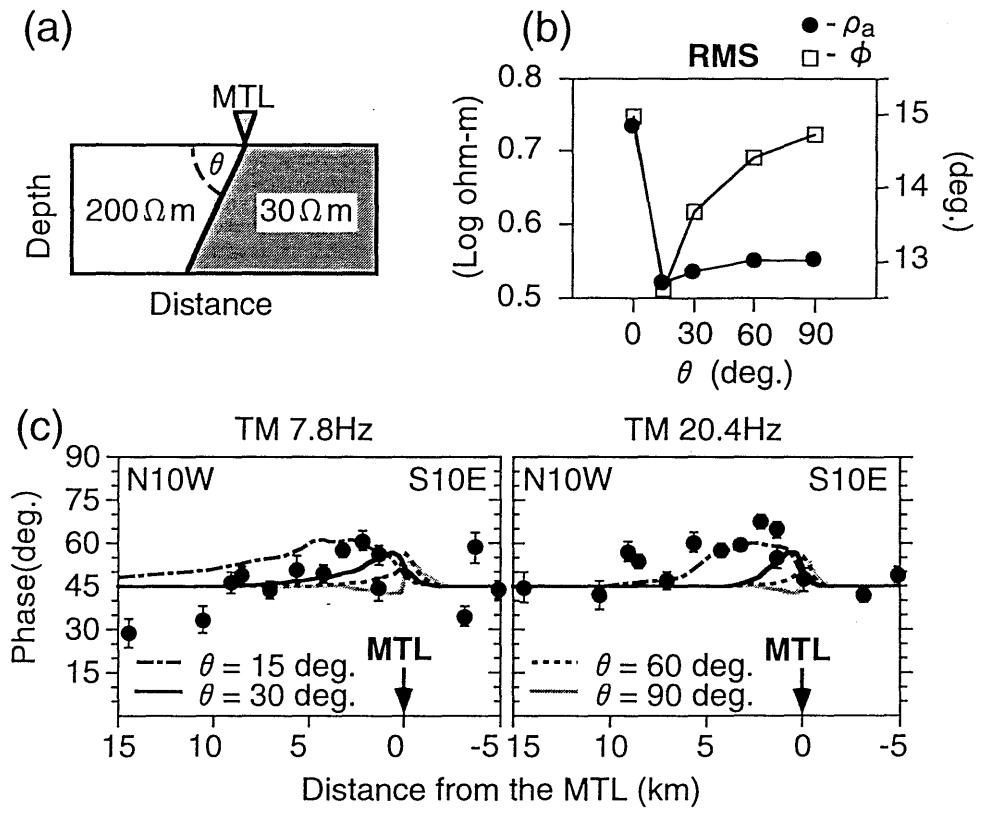 (a)
MTL
θ
200Ωm
30Ωm
Depth
Distance
(b)
● - ρa
□ - ϕ
RMS
0.8
0.7
0.6
0.5
(Log ohm-m)
15
14
13
(deg.)
0 30 60 90
θ (deg.)
(c)
TM 7.8Hz
TM 20.4Hz
90
75
60
45
30
15
Phase(deg.)
N10W S10E
N10W S10E
MTL
MTL
θ = 15 deg.
θ = 30 deg.
θ = 60 deg.
θ = 90 deg.
15 10 5 0 -5
15 10 5 0 -5
Distance from the MTL (km)